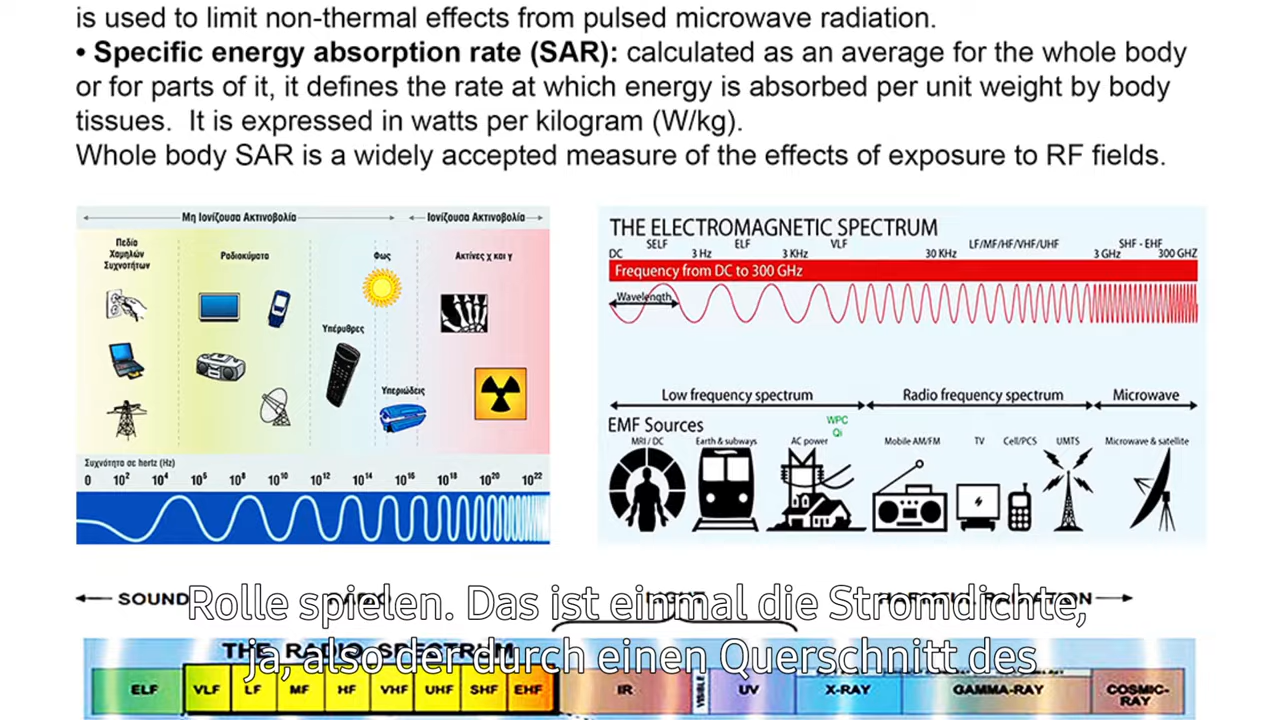 is used to limit non-thermal effects from pulsed microwave radiation.
• Specific energy absorption rate (SAR): calculated as an average for the whole body
or for parts of it, it defines the rate at which energy is absorbed per unit weight by body
tissues. It is expressed in watts per kilogram (W/kg).
Whole body SAR is a widely accepted measure of the effects of exposure to RF fields.
Μη Ιονίζουσα Ακτινοβολία
Ιονίζουσα Ακτινοβολία
Πεδία
Χαμηλών
Συχνοτήτων
Ραδιοκύματα
Φως
Ακτίνες χ και γ
Υπέρυθρες
Υπεριώδεις
Συχνότητα σε hertz (Hz)
0 10² 10⁴ 10⁵ 10⁸ 10¹⁰ 10¹² 10¹⁴ 10¹⁶ 10¹⁸ 10²⁰ 10²²
THE ELECTROMAGNETIC SPECTRUM
SELF ELF VLF LF/MF/HF/VHF/UHF SHF - EHF
DC 3 Hz 3 KHz 30 KHz 3 GHz 300 GHZ
Frequency from DC to 300 GHz
Wavelength
Low frequency spectrum Radio frequency spectrum Microwave
EMF Sources
WPC
Qi
MRI / DC Earth & subways AC power Mobile AM/FM TV Cell/PCS UMTS Microwave & satellite
SOUND RADIO LIGHT HARMFUL RADIATION
Rolle spielen. Das ist einmal die Stromdichte,
ja, also der durch einen Querschnitt des
THE RADIO SPECTRUM
ELF VLF LF MF HF VHF UHF SHF EHF IR VISIBLE UV X-RAY GAMMA-RAY COSMIC-
RAY